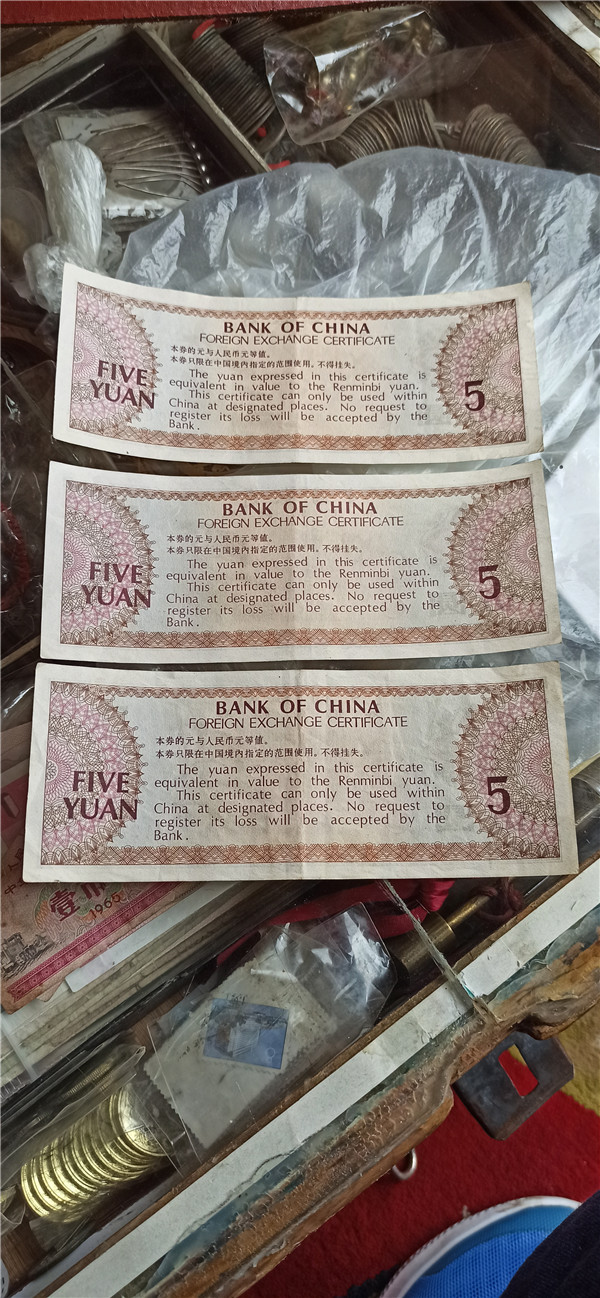 BANK OF CHINA
FOREIGN EXCHANGE CERTIFICATE
本券的元与人民币元等值。
本券只限在中国境内指定的范围使用。不得挂失。
FIVE
YUAN
The yuan expressed in this certificate is
equivalent in value to the Renminbi yuan.
This certificate can only be used within
China at designated places. No request to
register its loss will be accepted by the
Bank.
5
BANK OF CHINA
FOREIGN EXCHANGE CERTIFICATE
本券的元与人民币元等值。
本券只限在中国境内指定的范围使用。不得挂失。
FIVE
YUAN
The yuan expressed in this certificate is
equivalent in value to the Renminbi yuan.
This certificate can only be used within
China at designated places. No request to
register its loss will be accepted by the
Bank.
5
BANK OF CHINA
FOREIGN EXCHANGE CERTIFICATE
本券的元与人民币元等值。
本券只限在中国境内指定的范围使用。不得挂失。
FIVE
YUAN
The yuan expressed in this certificate is
equivalent in value to the Renminbi yuan.
This certificate can only be used within
China at designated places. No request to
register its loss will be accepted by the
Bank.
5
壹
1965